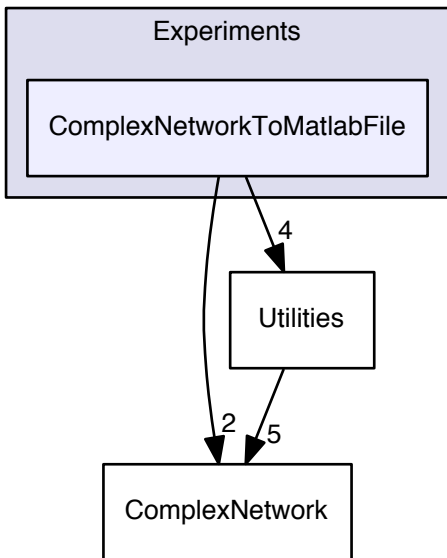 Experiments
ComplexNetworkToMatlabFile
4
Utilities
2
5
ComplexNetwork